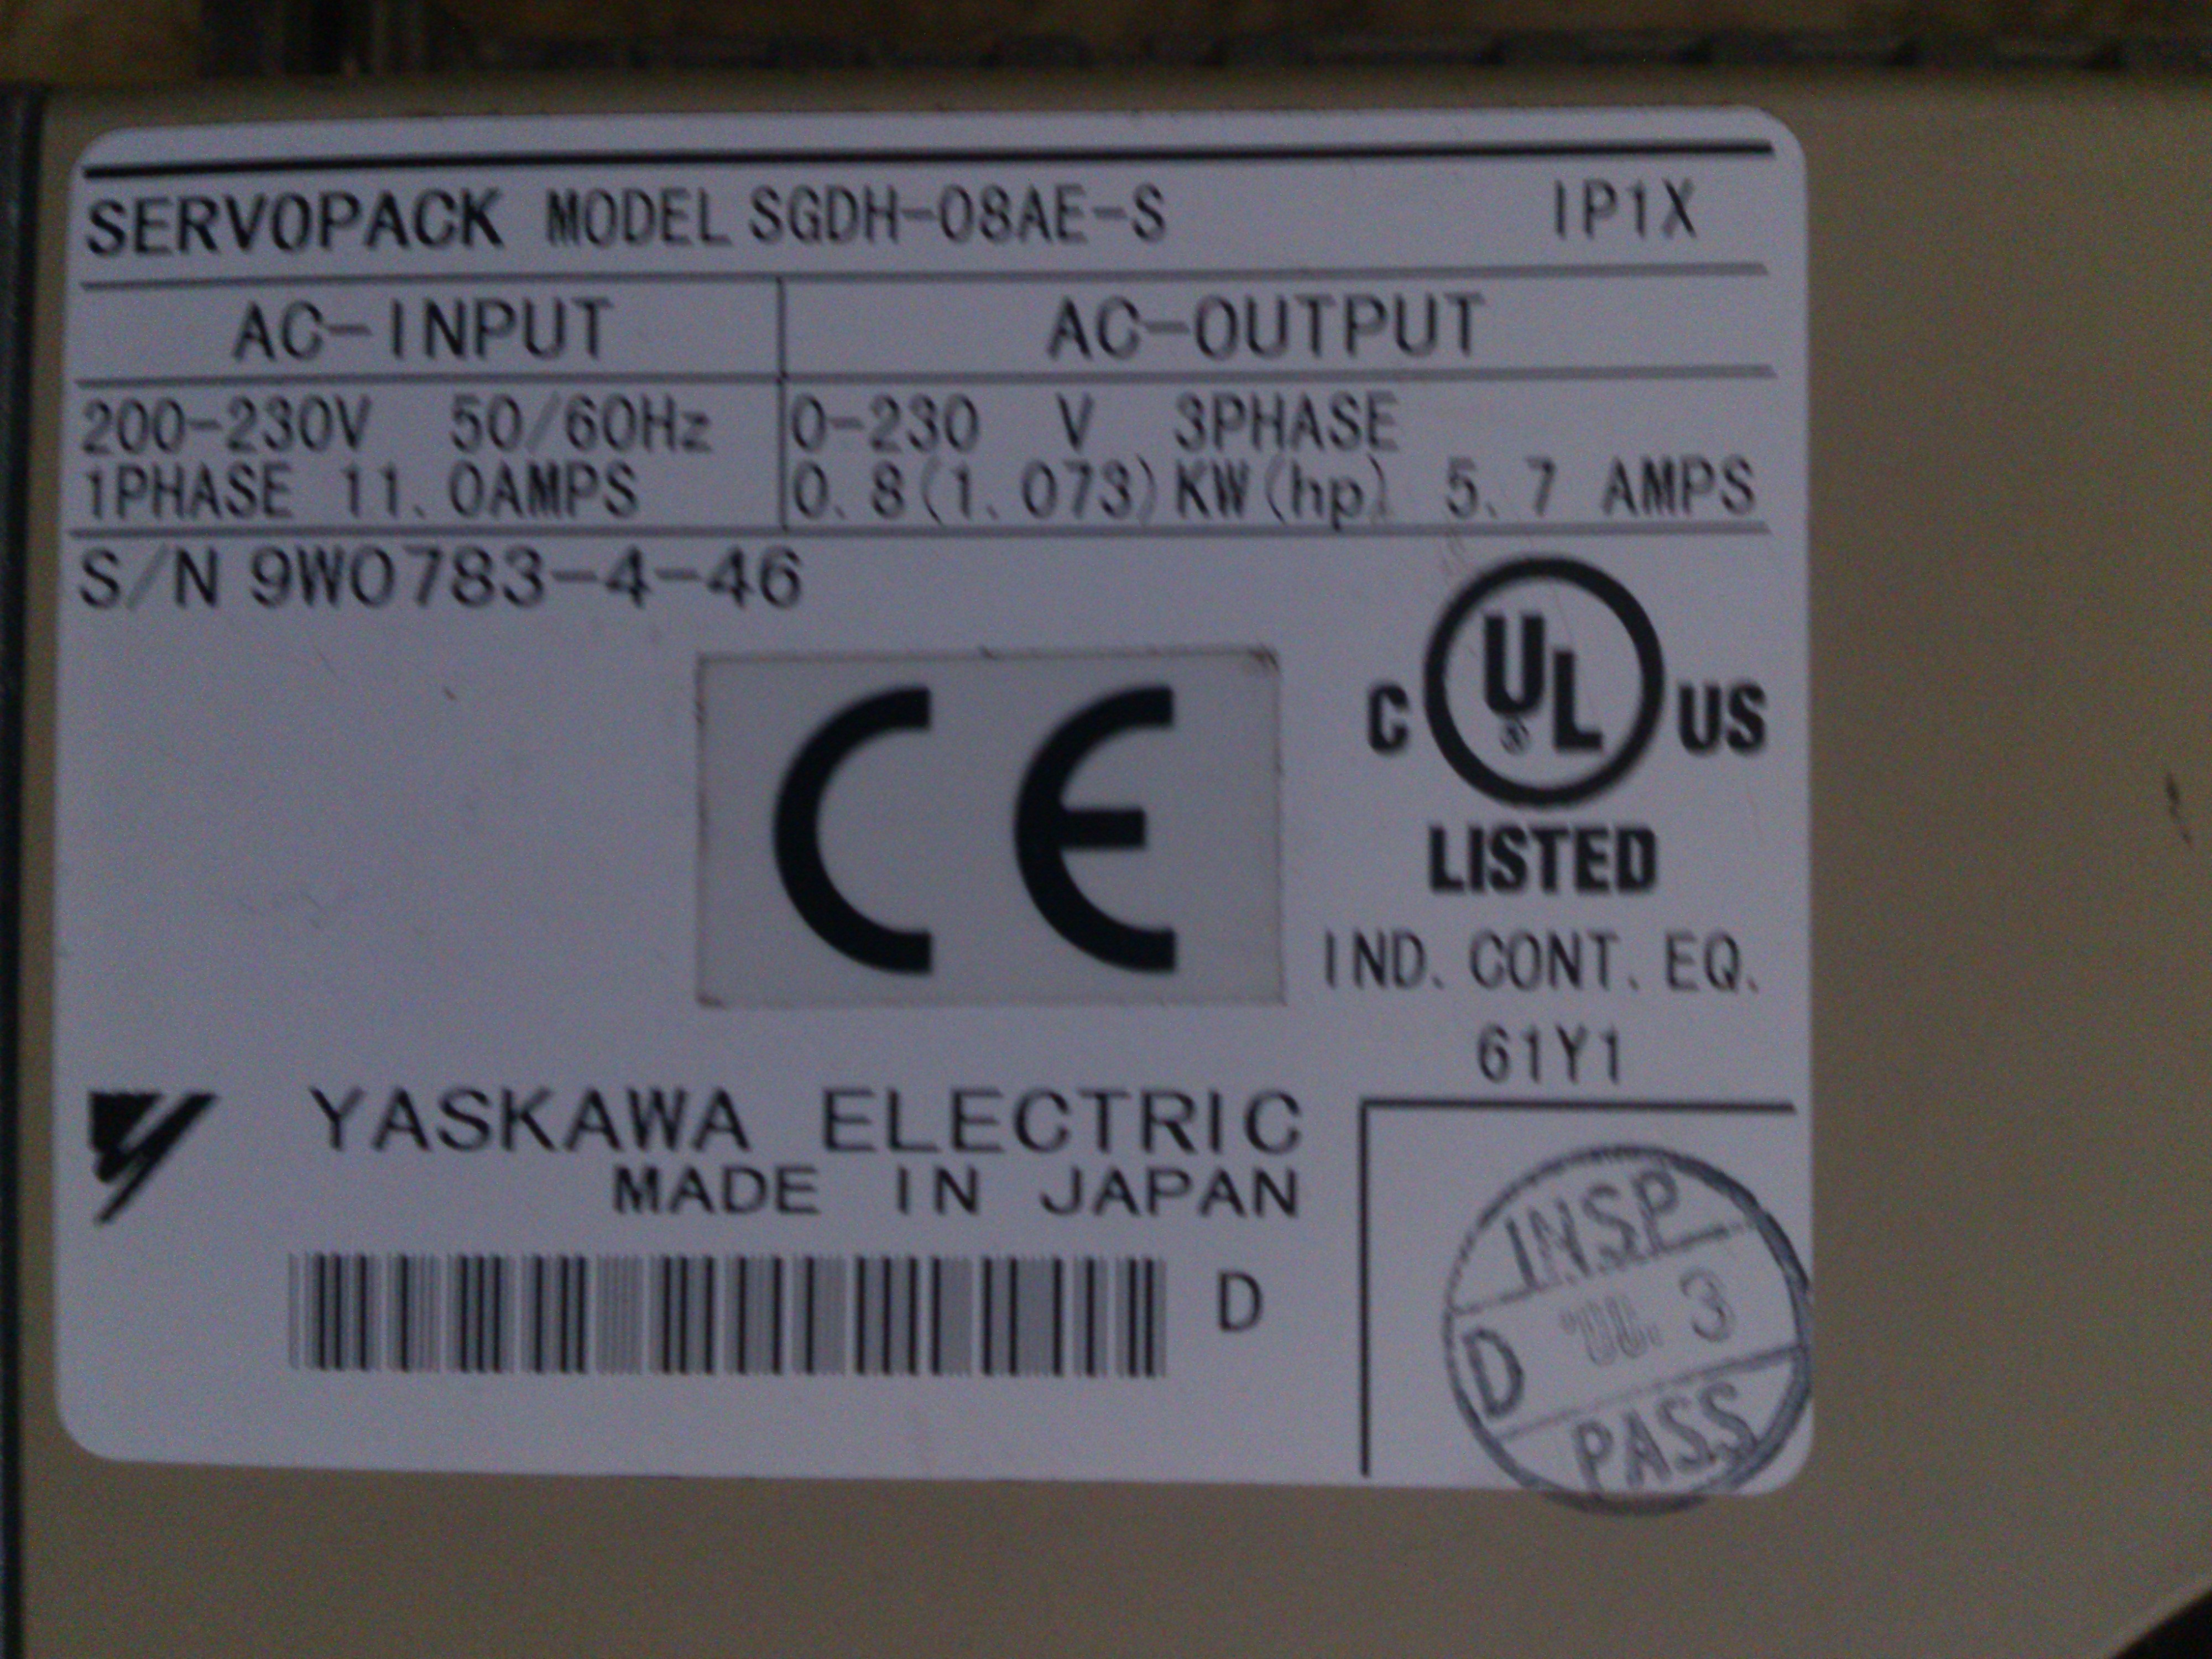 SERVOPACK MODEL SGDH-08AE-S IP1X
AC-INPUT AC-OUTPUT
200-230V 50/60Hz 0-230 V 3PHASE
1PHASE 11.0AMPS 0.8(1.073)KW(hp) 5.7 AMPS
S/N 9W0783-4-46
CE
C UL® US
LISTED
IND. CONT. EQ.
61Y1
YASKAWA ELECTRIC
MADE IN JAPAN
D
INSP
D 3
PASS